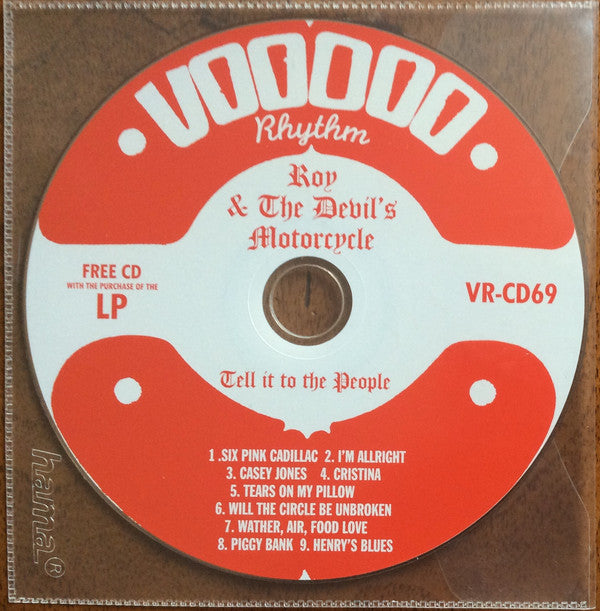 VOODOO
Rhythm
Roy
& The Devil's
Motorcycle
FREE CD
WITH THE PURCHASE OF THE
LP
VR-CD69
Tell it to the People
1 .SIX PINK CADILLAC 2. I'M ALLRIGHT
3. CASEY JONES 4. CRISTINA
5. TEARS ON MY PILLOW
6. WILL THE CIRCLE BE UNBROKEN
7. WATHER, AIR, FOOD LOVE
8. PIGGY BANK 9. HENRY'S BLUES
hama®